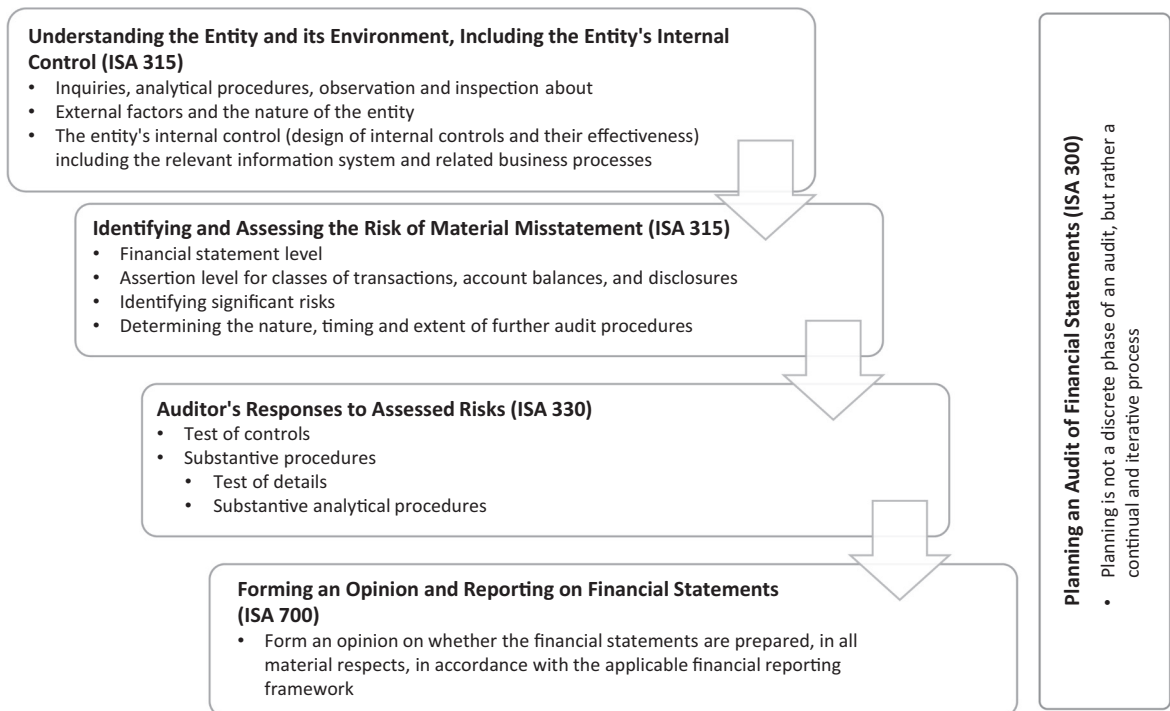 Understanding the Entity and its Environment, Including the Entity's Internal
Control (ISA 315)
• Inquiries, analytical procedures, observation and inspection about
• External factors and the nature of the entity
• The entity's internal control (design of internal controls and their effectiveness)
including the relevant information system and related business processes
Identifying and Assessing the Risk of Material Misstatement (ISA 315)
• Financial statement level
• Assertion level for classes of transactions, account balances, and disclosures
• Identifying significant risks
• Determining the nature, timing and extent of further audit procedures
Auditor's Responses to Assessed Risks (ISA 330)
• Test of controls
• Substantive procedures
• Test of details
• Substantive analytical procedures
Forming an Opinion and Reporting on Financial Statements
(ISA 700)
• Form an opinion on whether the financial statements are prepared, in all
material respects, in accordance with the applicable financial reporting
framework
Planning an Audit of Financial Statements (ISA 300)
• Planning is not a discrete phase of an audit, but rather a
continual and iterative process